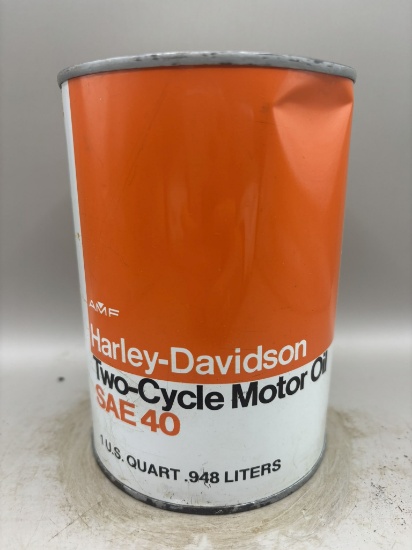 AMF
Harley-Davidson
Two-Cycle Motor Oil
SAE 40
1 U.S. QUART .948 LITERS